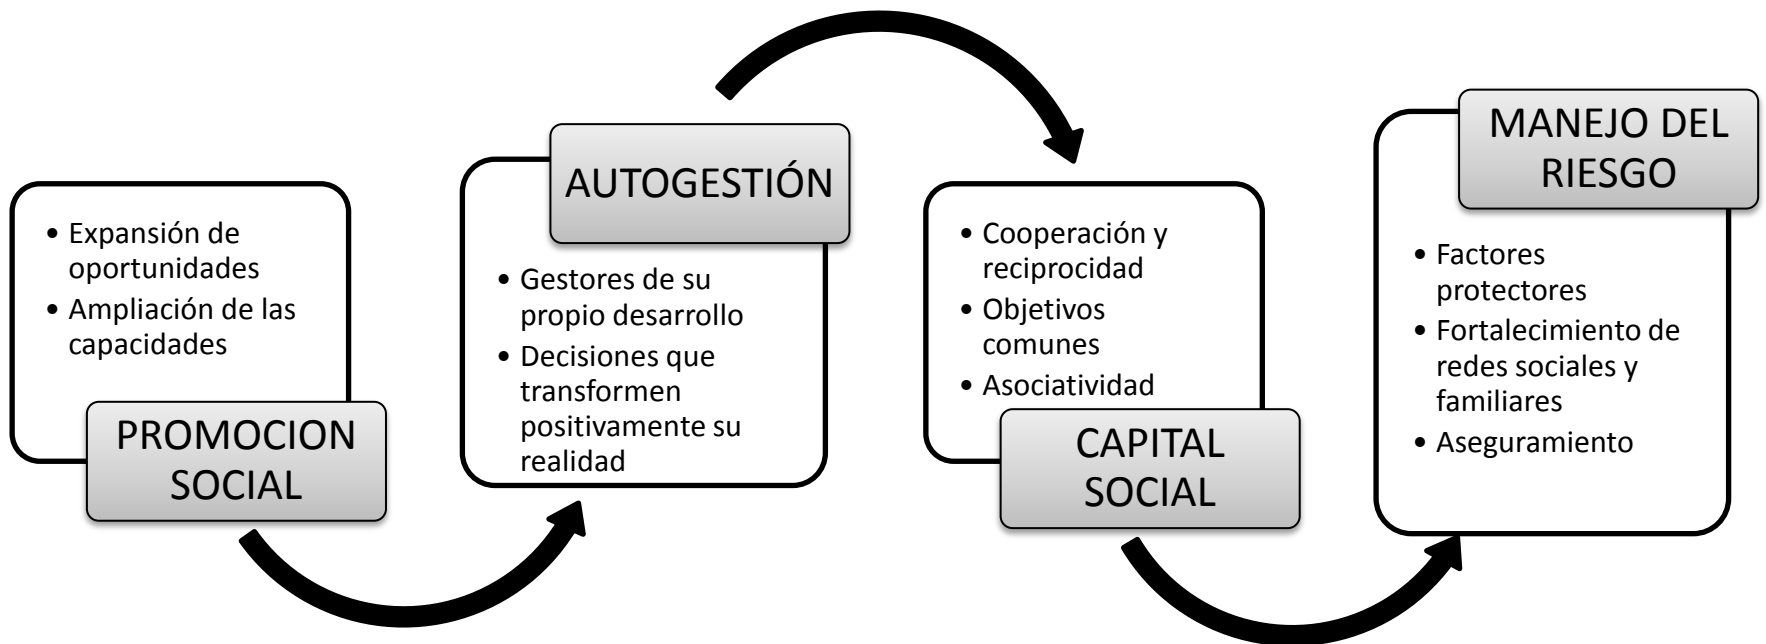 • Expansión de
oportunidades
• Ampliación de las
capacidades
PROMOCION
SOCIAL
AUTOGESTIÓN
• Gestores de su
propio desarrollo
• Decisiones que
transformen
positivamente su
realidad
• Cooperación y
reciprocidad
• Objetivos
comunes
• Asociatividad
CAPITAL
SOCIAL
MANEJO DEL
RIESGO
• Factores
protectores
• Fortalecimiento de
redes sociales y
familiares
• Aseguramiento